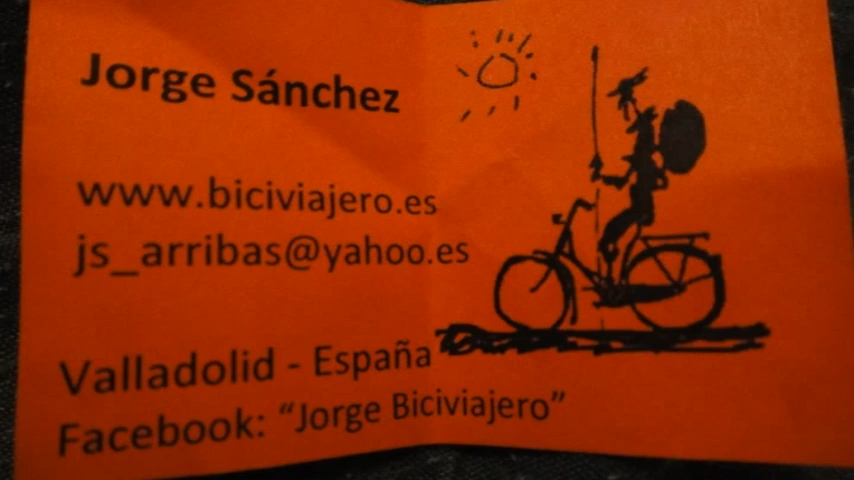 Jorge Sánchez
www.biciviajero.es
js_arribas@yahoo.es
Valladolid - España
Facebook: “Jorge Biciviajero”